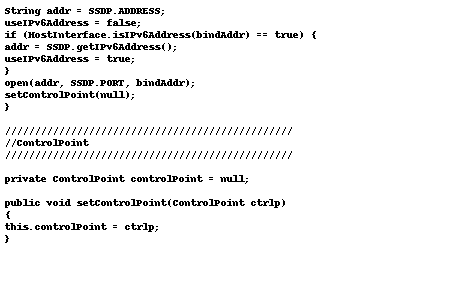 String addr = SSDP.ADDRESS;
useIPv6Address = false;
if (HostInterface.isIPv6Address(bindAddr) == true) {
addr = SSDP.getIPv6Address();
useIPv6Address = true;
}
open(addr, SSDP.PORT, bindAddr);
setControlPoint(null);
}

////////////////////////////////////////////////
//ControlPoint
////////////////////////////////////////////////

private ControlPoint controlPoint = null;

public void setControlPoint(ControlPoint ctrlp)
{
this.controlPoint = ctrlp;
}